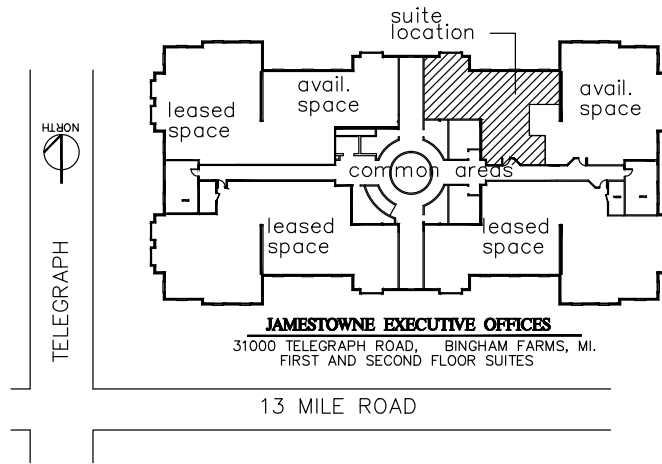 suite
location
avail.
space
avail.
space
leased
space
NORTH
common areas
leased
space
leased
space
TELEGRAPH
JAMESTOWNE EXECUTIVE OFFICES
31000 TELEGRAPH ROAD, BINGHAM FARMS, MI.
FIRST AND SECOND FLOOR SUITES
13 MILE ROAD